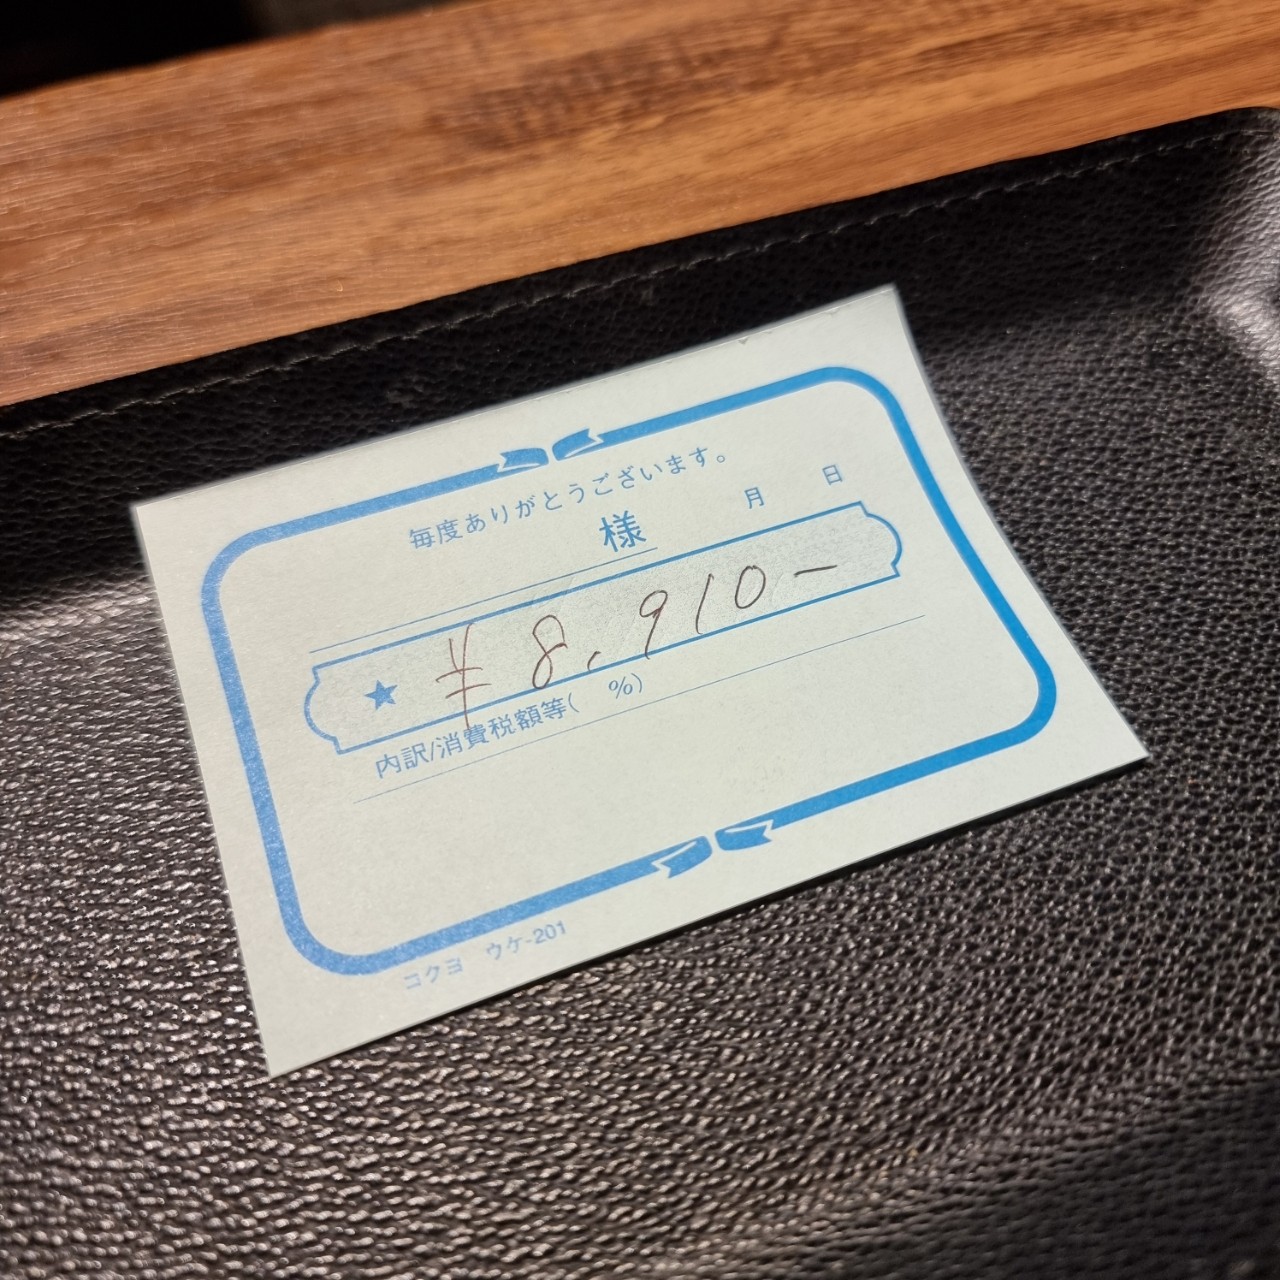 毎度ありがとうございます。
月 日
様
★ ¥8,910-
内訳/消費税額等( %)
コクヨ ウケ-201